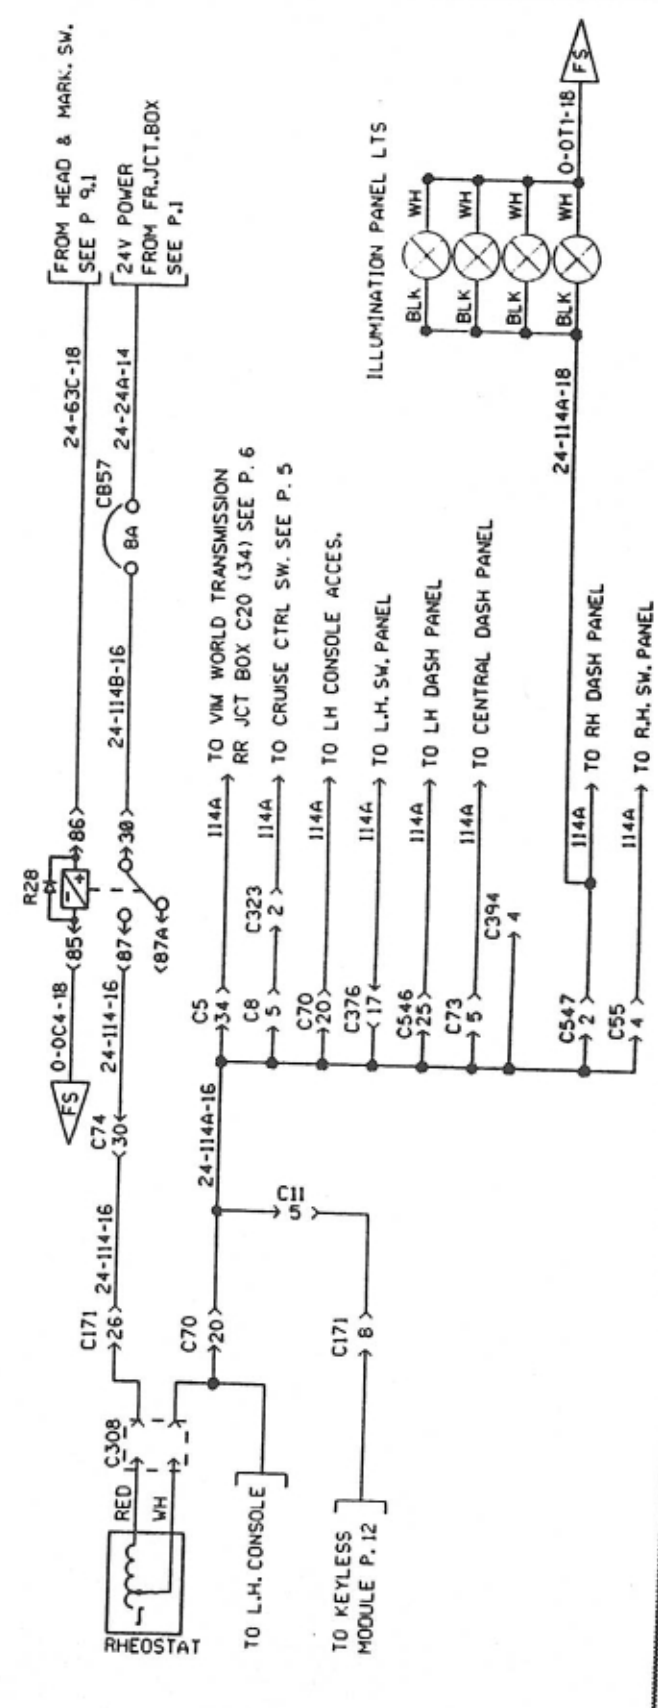 FROM HEAD & MARK. SW.
SEE P 9.1
24V POWER
FROM FR.JCT.BOX
SEE P.1
24-63C-18
24-24A-14
CB57
8A
24-114B-16
R28
86
85
30
87
87A
0-0C4-18
FS
24-114-16
C74
30
24-114-16
C171
26
C308
RED
WH
RHEOSTAT
C70
20
TO L.H. CONSOLE
24-114A-16
C11
5
C171
8
TO KEYLESS
MODULE P.12
C5
34
114A
TO VIM WORLD TRANSMISSION
RR JCT BOX C20 (34) SEE P. 6
C8
5
C323
2
114A
TO CRUISE CTRL SW. SEE P. 5
C70
20
114A
TO LH CONSOLE ACCES.
C376
17
114A
TO L.H. SW. PANEL
C546
25
114A
TO LH DASH PANEL
C73
5
114A
TO CENTRAL DASH PANEL
C394
4
C547
2
114A
TO RH DASH PANEL
C55
4
114A
TO R.H. SW. PANEL
24-114A-18
ILLUMINATION PANEL LTS
BLK WH
BLK WH
BLK WH
BLK WH
0-0T1-18
FS